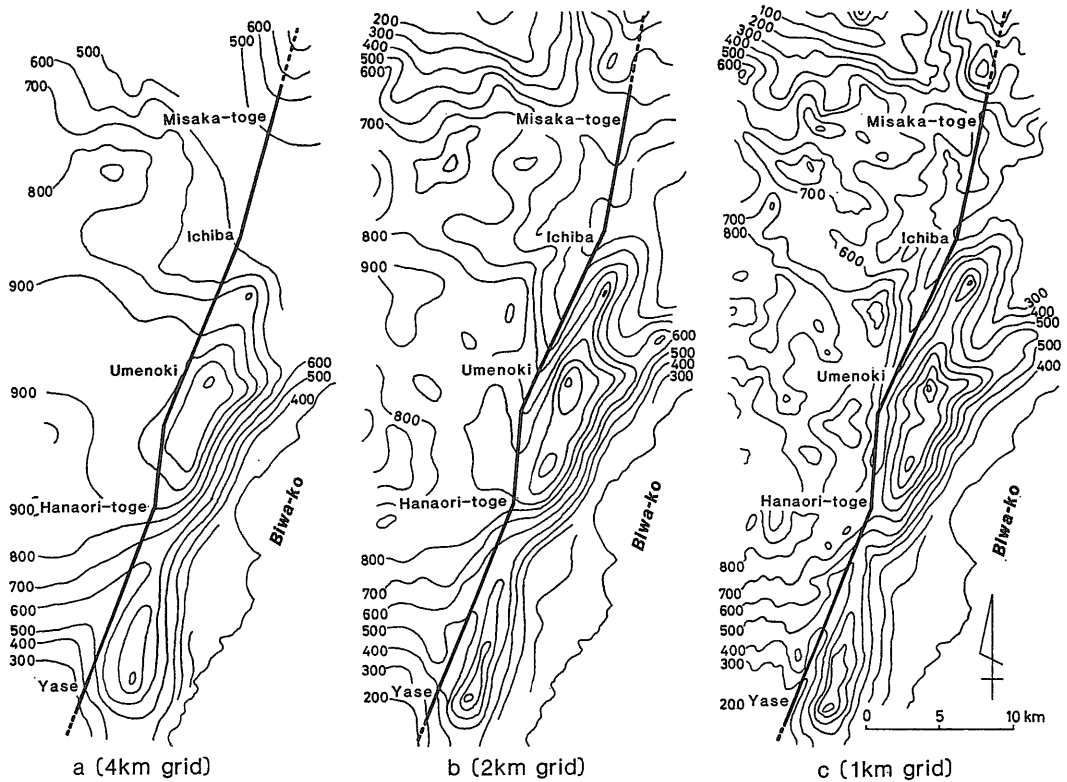 600
500
500
600
700
Misaka-toge
800
Ichiba
900
Umenoki
600
500
400
900
900
Hanaori-toge
Biwa-ko
800
700
600
500
400
300
Yase
a (4km grid)
200
300
400
500
600
700
Misaka-toge
800
Ichiba
900
600
500
400
300
Umenoki
800
Hanaori-toge
Biwa-ko
800
700
600
500
400
300
200
Yase
b (2km grid)
100
200
300
400
500
600
Misaka-toge
700
700
800
Ichiba
600
300
400
500
500
400
Umenoki
Hanaori-toge
Biwa-ko
800
700
600
500
400
300
200
Yase
0 5 10 km
c (1km grid)